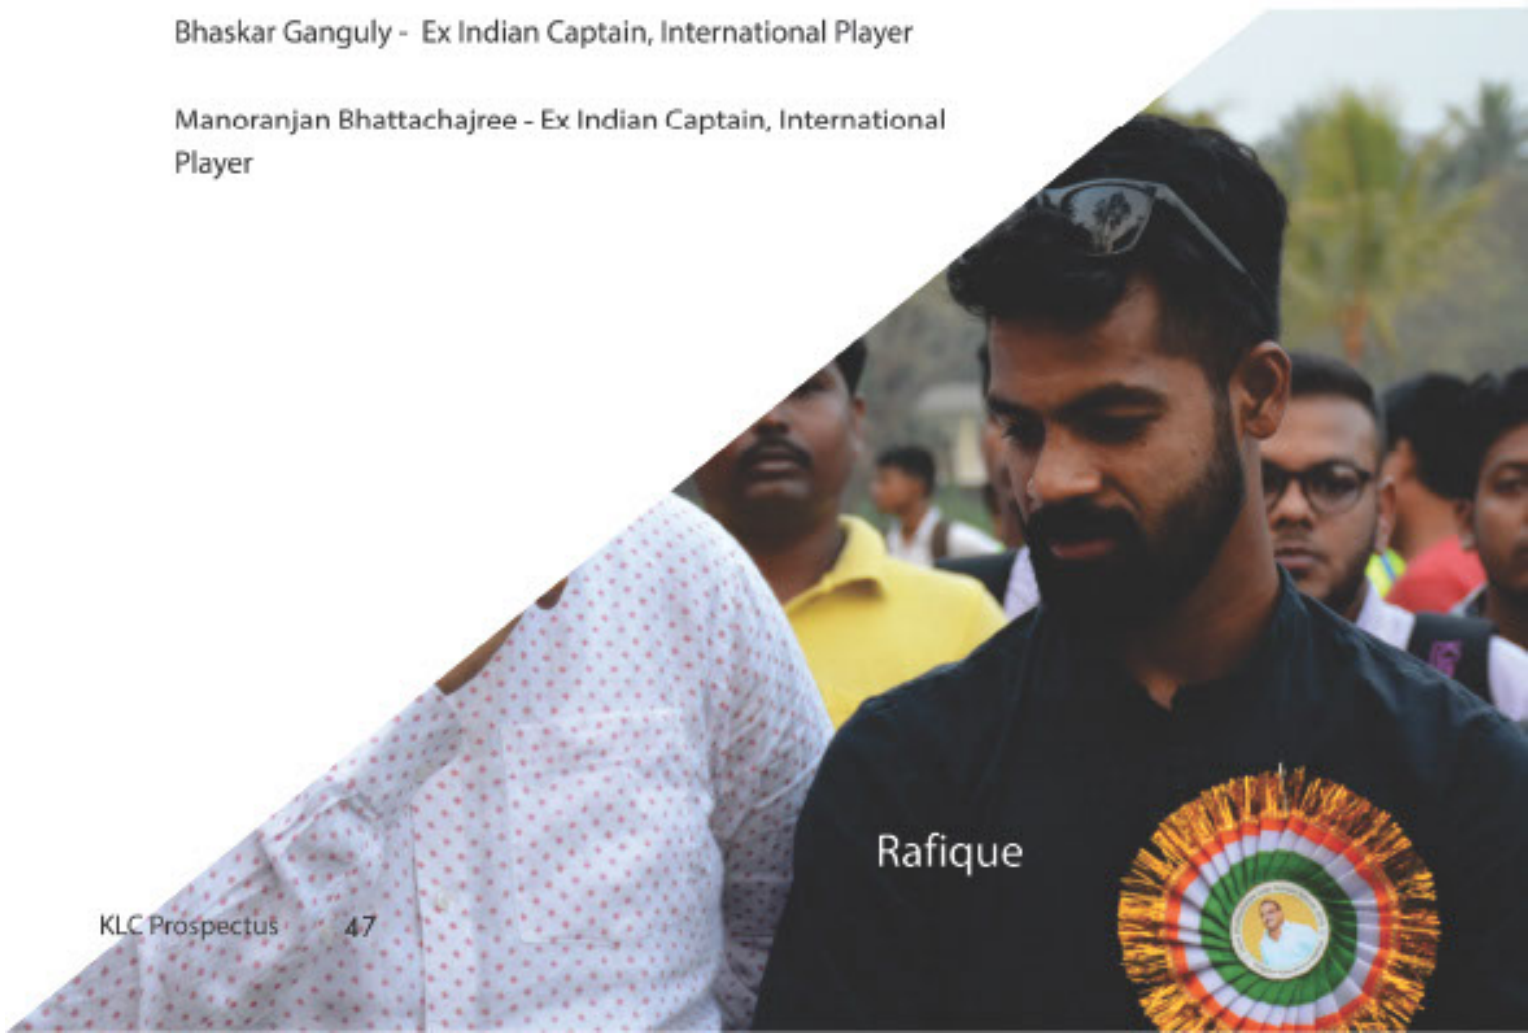 Bhaskar Ganguly - Ex Indian Captain, International Player
Manoranjan Bhattachajree - Ex Indian Captain, International
Player
Rafique
KLC Prospectus 47